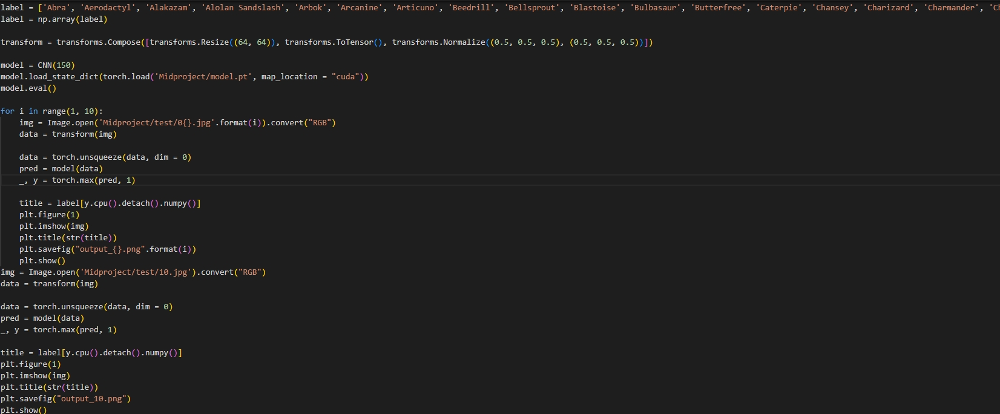 label = ['Abra', 'Aerodactyl', 'Alakazam', 'Alolan Sandslash', 'Arbok', 'Arcanine', 'Articuno', 'Beedrill', 'Bellsprout', 'Blastoise', 'Bulbasaur', 'Butterfree', 'Caterpie', 'Chansey', 'Charizard', 'Charmander',
label = np.array(label)
transform = transforms.Compose([transforms.Resize((64, 64)), transforms.ToTensor(), transforms.Normalize((0.5, 0.5, 0.5), (0.5, 0.5, 0.5))])
model = CNN(150)
model.load_state_dict(torch.load('Midproject/model.pt', map_location = "cuda"))
model.eval()
for i in range(1, 10):
    img = Image.open('Midproject/test/0{}.jpg'.format(i)).convert("RGB")
    data = transform(img)
    data = torch.unsqueeze(data, dim = 0)
    pred = model(data)
    _, y = torch.max(pred, 1)
    title = label[y.cpu().detach().numpy()]
    plt.figure(1)
    plt.imshow(img)
    plt.title(str(title))
    plt.savefig("output_{}.png".format(i))
    plt.show()
img = Image.open('Midproject/test/10.jpg').convert("RGB")
data = transform(img)
data = torch.unsqueeze(data, dim = 0)
pred = model(data)
_, y = torch.max(pred, 1)
title = label[y.cpu().detach().numpy()]
plt.figure(1)
plt.imshow(img)
plt.title(str(title))
plt.savefig("output_10.png")
plt.show()